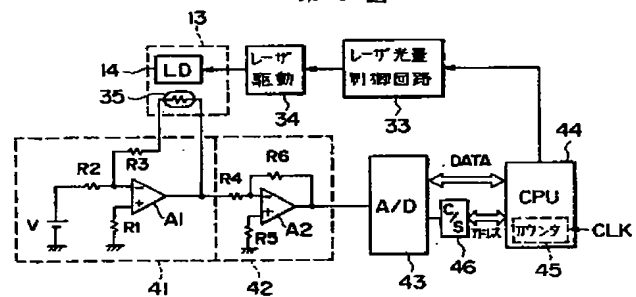 13
14
LD
35
レーザ
駆動
34
レーザ光量
制御回路
33
44
R2
R3
R4
R6
A/D
DATA
CPU
カウンタ
CLK
V
R1
A1
R5
A2
C/S
アドレス
41
42
43
46
45